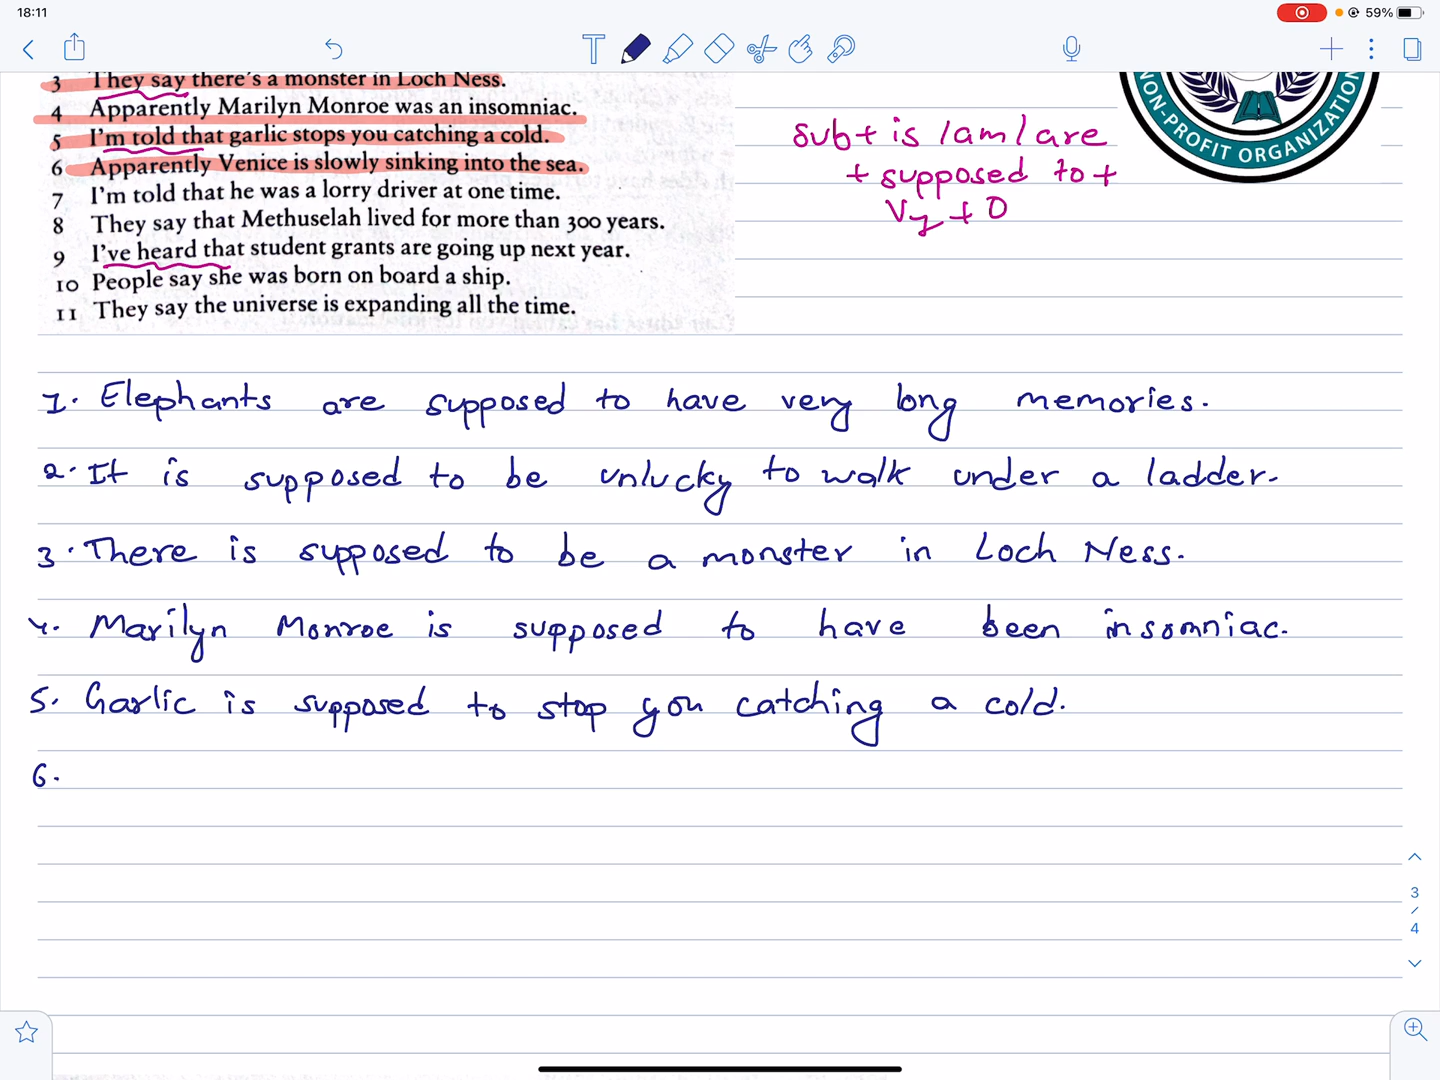 18:11
59%
3 They say there's a monster in Loch Ness.
4 Apparently Marilyn Monroe was an insomniac.
5 I'm told that garlic stops you catching a cold.
6 Apparently Venice is slowly sinking into the sea.
7 I'm told that he was a lorry driver at one time.
8 They say that Methuselah lived for more than 300 years.
9 I've heard that student grants are going up next year.
10 People say she was born on board a ship.
11 They say the universe is expanding all the time.
Sub + is / am / are
+ supposed to +
V1 + O
NON-PROFIT ORGANIZATION
1. Elephants are supposed to have very long memories.
2. It is supposed to be unlucky to walk under a ladder.
3. There is supposed to be a monster in Loch Ness.
4. Marilyn Monroe is supposed to have been insomniac.
5. Garlic is supposed to stop you catching a cold.
6.
3
/
4